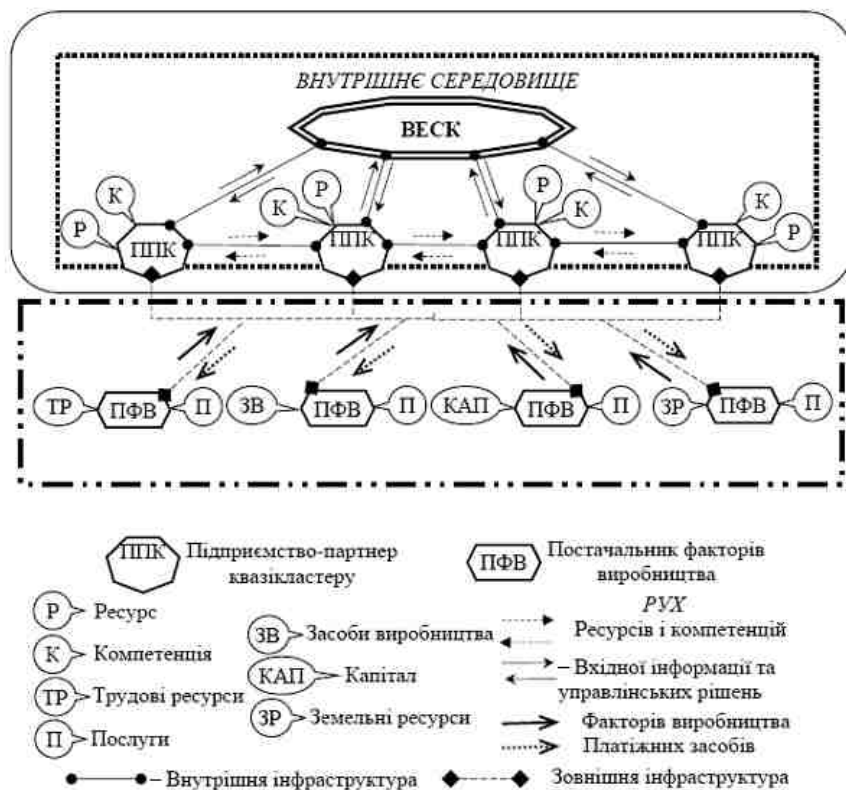 ВНУТРІШНЄ СЕРЕДОВИЩЕ
ВЕСК
К
Р
Р
К
Р
К
К
Р
ППК
ППК
ППК
ППК
ТР
ПФВ
П
ЗВ
ПФВ
П
КАП
ПФВ
П
ЗР
ПФВ
П
ППК
Підприємство-партнер
квазікластеру
ПФВ
Постачальник факторів
виробництва
Р
Ресурс
К
Компетенція
ТР
Трудові ресурси
П
Послуги
ЗВ
Засоби виробництва
КАП
Капітал
ЗР
Земельні ресурси
РУХ
Ресурсів і компетенцій
– Вхідної інформації та
управлінських рішень
Факторів виробництва
Платіжних засобів
– Внутрішня інфраструктура
Зовнішня інфраструктура